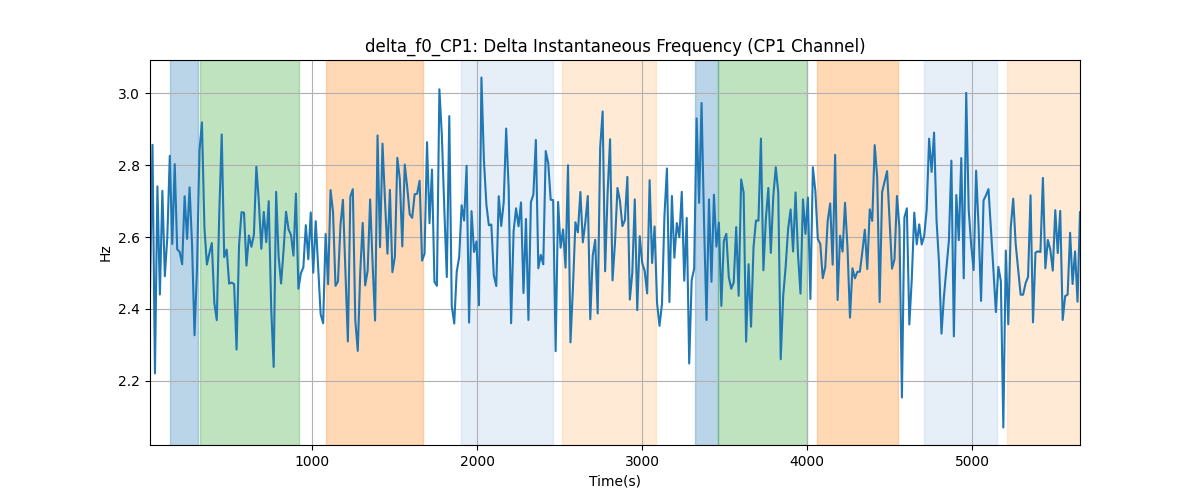 delta_f0_CP1: Delta Instantaneous Frequency (CP1 Channel)
3.0
2.8
2.6
2.4
2.2
Hz
1000 2000 3000 4000 5000
Time(s)